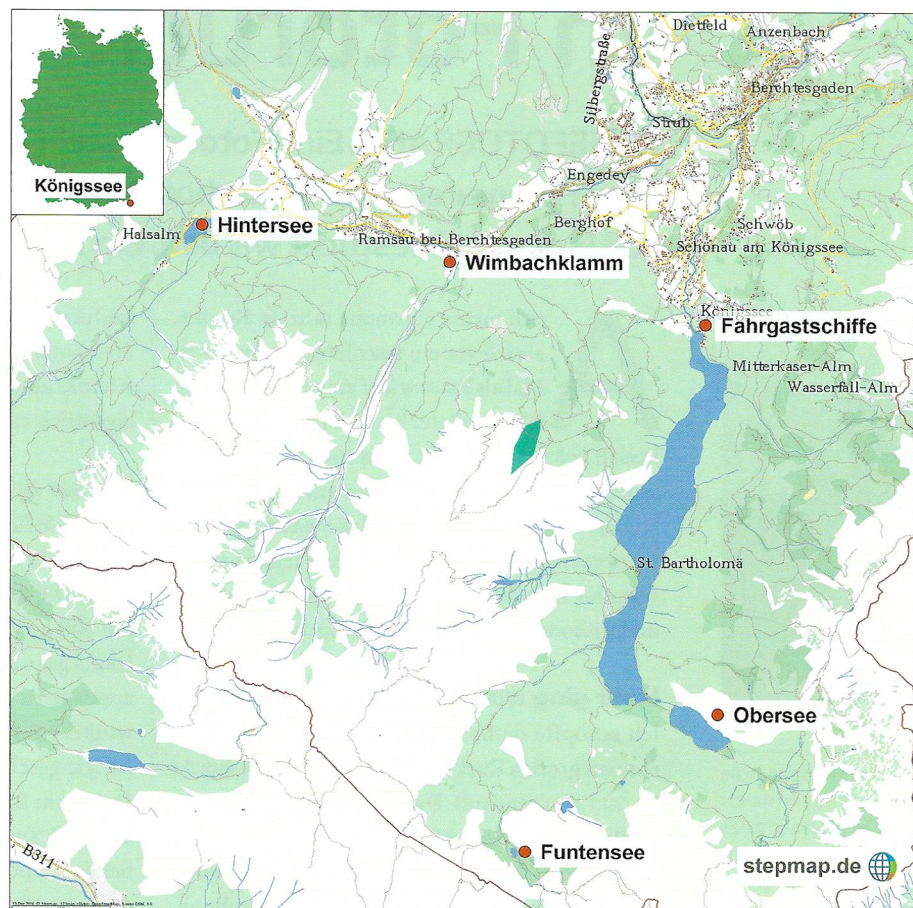 Dietfeld
Anzenbach
Silbergstraße
Berchtesgaden
Strub
Königssee
Engedey
Halsalm
Hintersee
Berghof
Schwöb
Ramsau bei Berchtesgaden
Schönau am Königssee
Wimbachklamm
Königssee
Fahrgastschiffe
Mitterkaser-Alm
Wasserfall-Alm
St. Bartholomä
Obersee
Funtensee
B311
stepmap.de